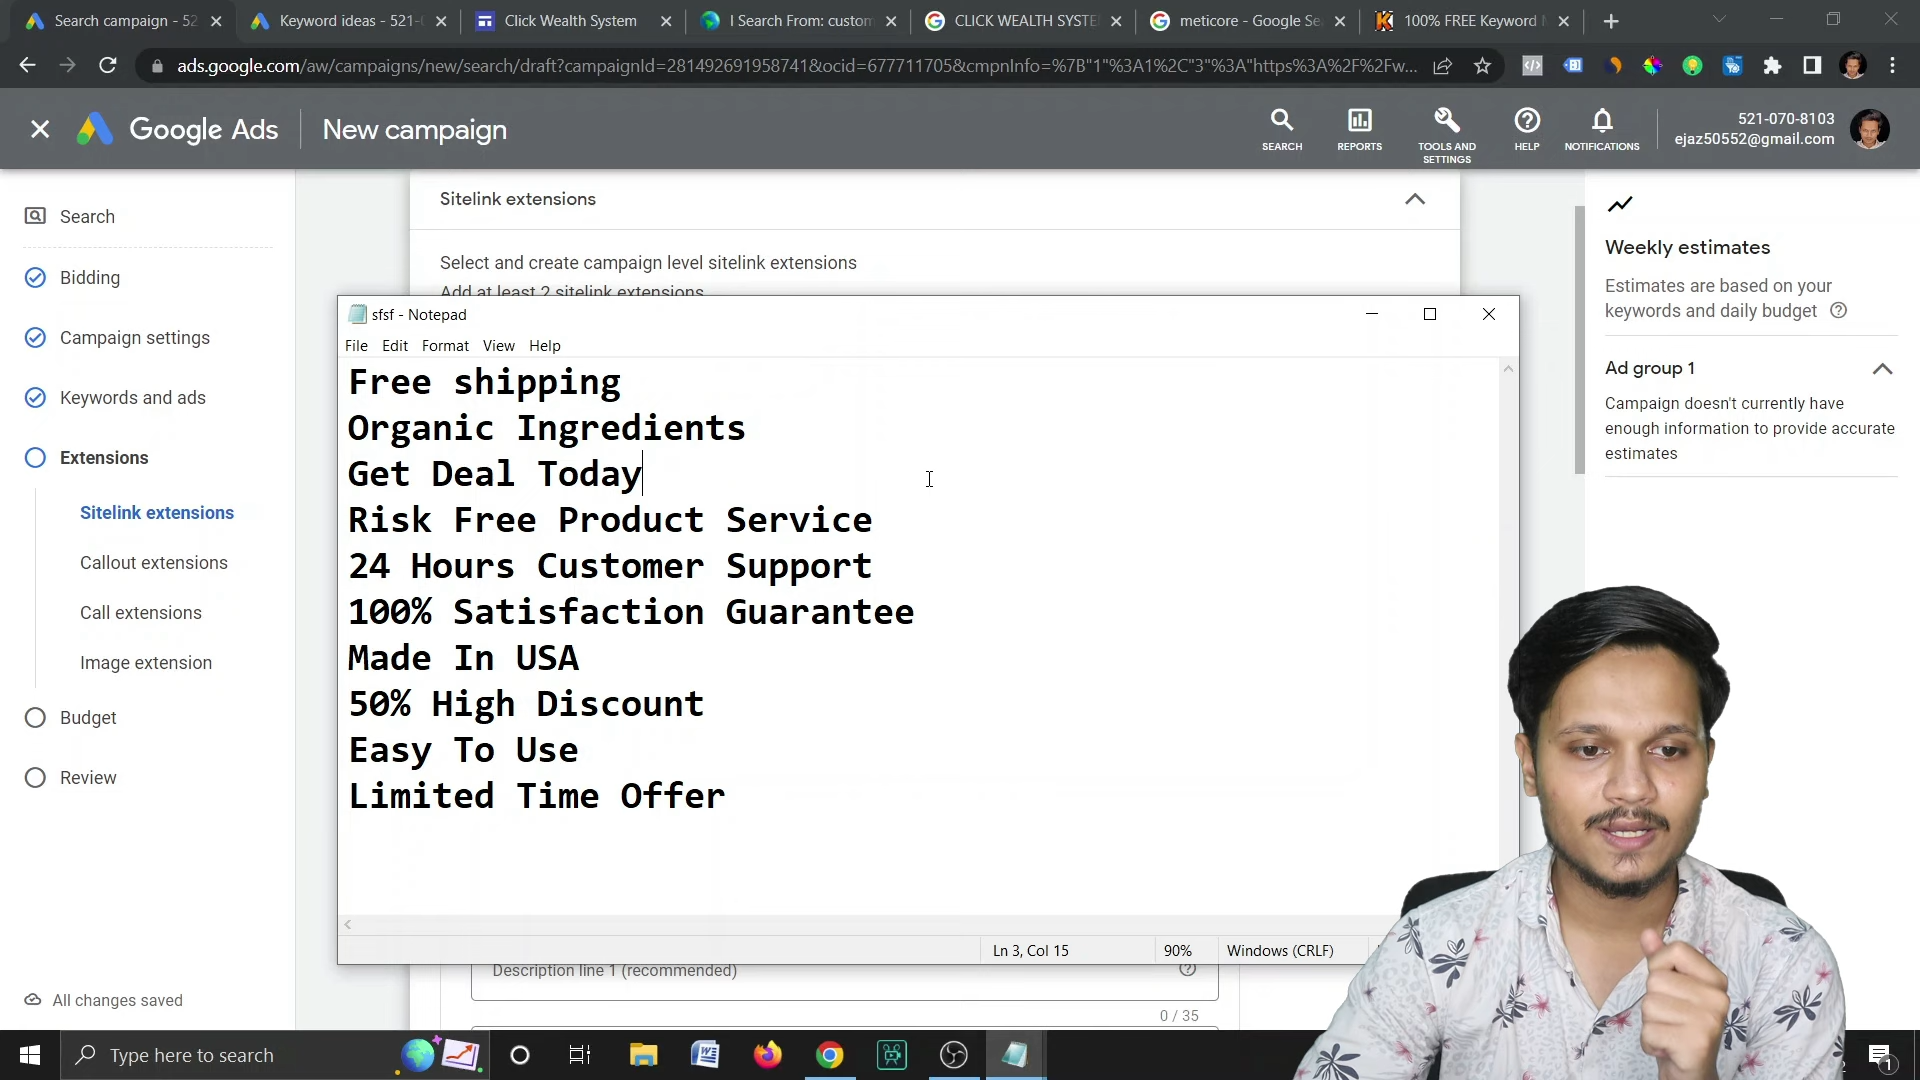 Search campaign - 52
Keyword ideas - 521-
Click Wealth System
I Search From: custom
CLICK WEALTH SYSTE
meticore - Google Se
100% FREE Keyword
ads.google.com/aw/campaigns/new/search/draft?campaignId=281492691958741&ocid=677711705&cmpnInfo=%7B"1"%3A1%2C"3"%3A"https%3A%2F%2Fw...
Google Ads
New campaign
SEARCH
REPORTS
TOOLS AND SETTINGS
HELP
NOTIFICATIONS
521-070-8103
ejaz50552@gmail.com
Search
Bidding
Campaign settings
Keywords and ads
Extensions
Sitelink extensions
Callout extensions
Call extensions
Image extension
Budget
Review
All changes saved
Sitelink extensions
Select and create campaign level sitelink extensions
Add at least 2 sitelink extensions
sfsf - Notepad
File Edit Format View Help
Free shipping
Organic Ingredients
Get Deal Today
Risk Free Product Service
24 Hours Customer Support
100% Satisfaction Guarantee
Made In USA
50% High Discount
Easy To Use
Limited Time Offer
Ln 3, Col 15
90%
Windows (CRLF)
Description line 1 (recommended)
0 / 35
Weekly estimates
Estimates are based on your
keywords and daily budget
Ad group 1
Campaign doesn't currently have
enough information to provide accurate
estimates
Type here to search
1